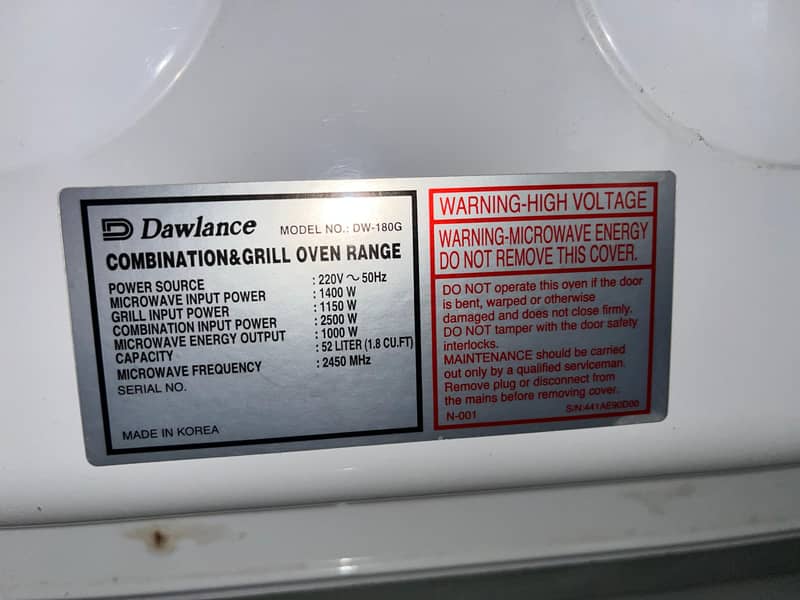 Dawlance MODEL NO.: DW-180G
COMBINATION&GRILL OVEN RANGE
POWER SOURCE : 220V ~ 50Hz
MICROWAVE INPUT POWER : 1400 W
GRILL INPUT POWER : 1150 W
COMBINATION INPUT POWER : 2500 W
MICROWAVE ENERGY OUTPUT : 1000 W
CAPACITY : 52 LITER (1.8 CU.FT)
MICROWAVE FREQUENCY : 2450 MHz
SERIAL NO.
MADE IN KOREA
WARNING-HIGH VOLTAGE
WARNING-MICROWAVE ENERGY
DO NOT REMOVE THIS COVER.
DO NOT operate this oven if the door
is bent, warped or otherwise
damaged and does not close firmly.
DO NOT tamper with the door safety
interlocks.
MAINTENANCE should be carried
out only by a qualified serviceman.
Remove plug or disconnect from
the mains before removing cover.
N-001 S/N:441AE90D00